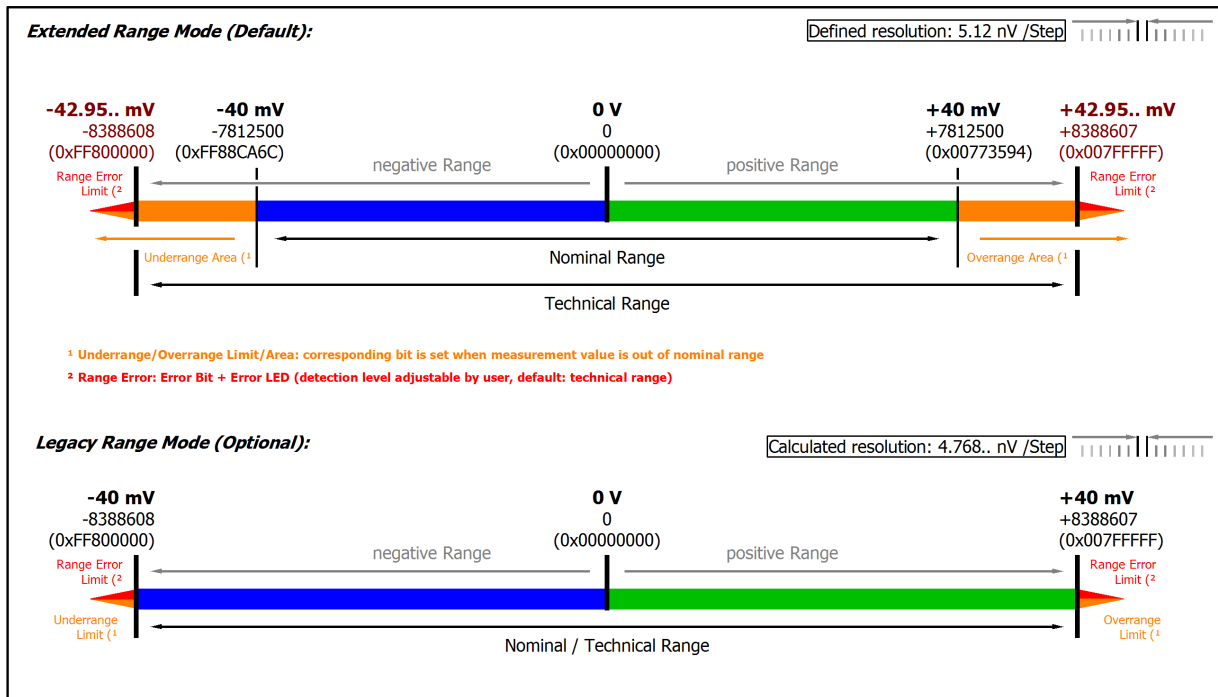 Extended Range Mode (Default):
Defined resolution: 5.12 nV /Step
-42.95.. mV
-8388608
(0xFF800000)
-40 mV
-7812500
(0xFF88CA6C)
0 V
0
(0x00000000)
+40 mV
+7812500
(0x00773594)
+42.95.. mV
+8388607
(0x007FFFFF)
negative Range
positive Range
Range Error
Limit (²
Range Error
Limit (²
Underrange Area (¹
Nominal Range
Overrange Area (¹
Technical Range
¹ Underrange/Overrange Limit/Area: corresponding bit is set when measurement value is out of nominal range
² Range Error: Error Bit + Error LED (detection level adjustable by user, default: technical range)
Legacy Range Mode (Optional):
Calculated resolution: 4.768.. nV /Step
-40 mV
-8388608
(0xFF800000)
0 V
0
(0x00000000)
+40 mV
+8388607
(0x007FFFFF)
negative Range
positive Range
Range Error
Limit (²
Range Error
Limit (²
Underrange
Limit (¹
Overrange
Limit (¹
Nominal / Technical Range